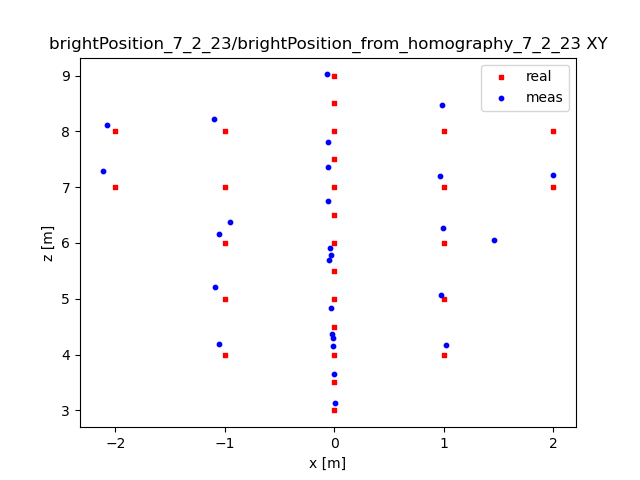 brightPosition_7_2_23/brightPosition_from_homography_7_2_23 XY
real
meas
z [m]
9
8
7
6
5
4
3
−2
−1
0
1
2
x [m]